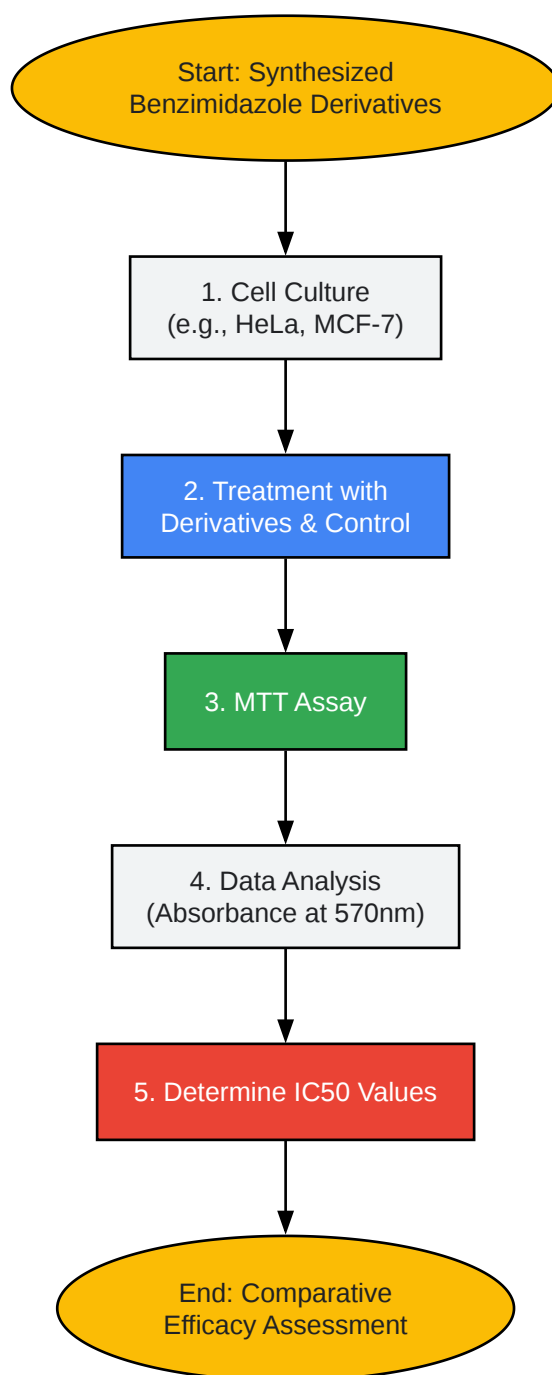 Start: Synthesized
Benzimidazole Derivatives
1. Cell Culture
(e.g., HeLa, MCF-7)
2. Treatment with
Derivatives & Control
3. MTT Assay
4. Data Analysis
(Absorbance at 570nm)
5. Determine IC50 Values
End: Comparative
Efficacy Assessment